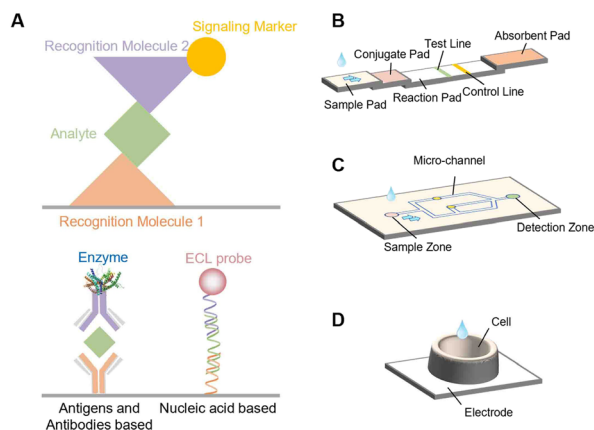 A
Signaling Marker
Recognition Molecule 2
Analyte
Recognition Molecule 1
Enzyme
ECL probe
Antigens and
Antibodies based
Nucleic acid based
B
Absorbent Pad
Test Line
Conjugate Pad
Sample Pad
Reaction Pad
Control Line
C
Micro-channel
Sample Zone
Detection Zone
D
Cell
Electrode